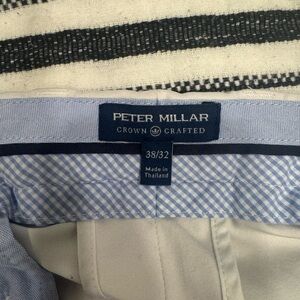 PETER MILLAR
CROWN CRAFTED
38/32
Made in
Thailand